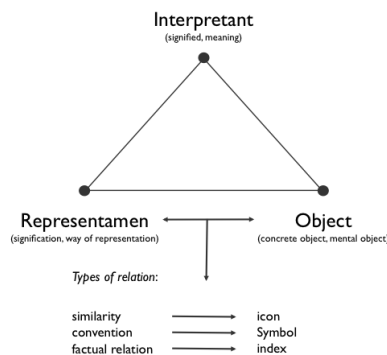 Interpretant
(signified, meaning)
Representamen
(signification, way of representation)
Object
(concrete object, mental object)
Types of relation:
similarity icon
convention Symbol
factual relation index